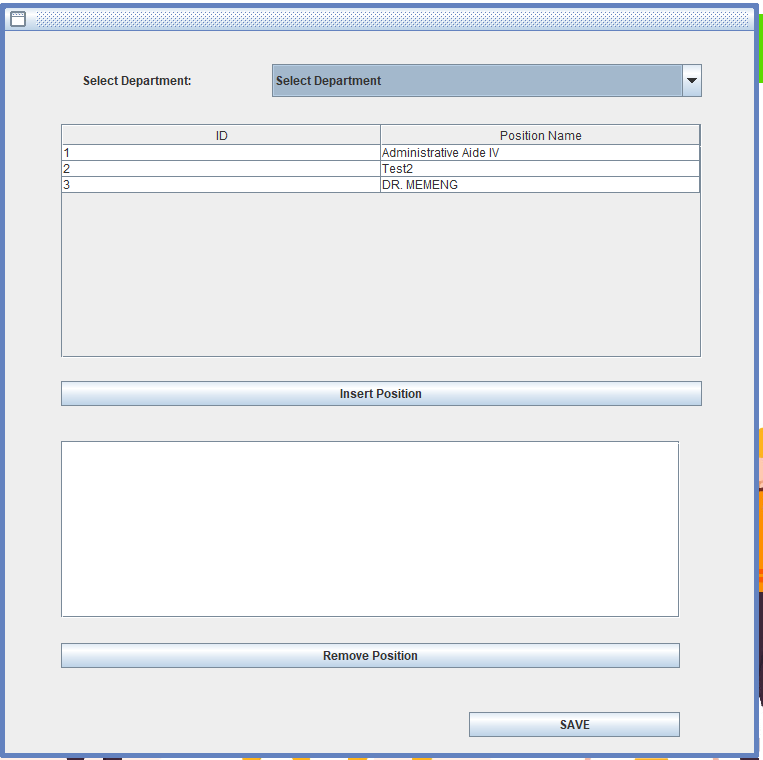 Select Department: Select Department
ID Position Name
1 Administrative Aide IV
2 Test2
3 DR. MEMENG
Insert Position
Remove Position
SAVE